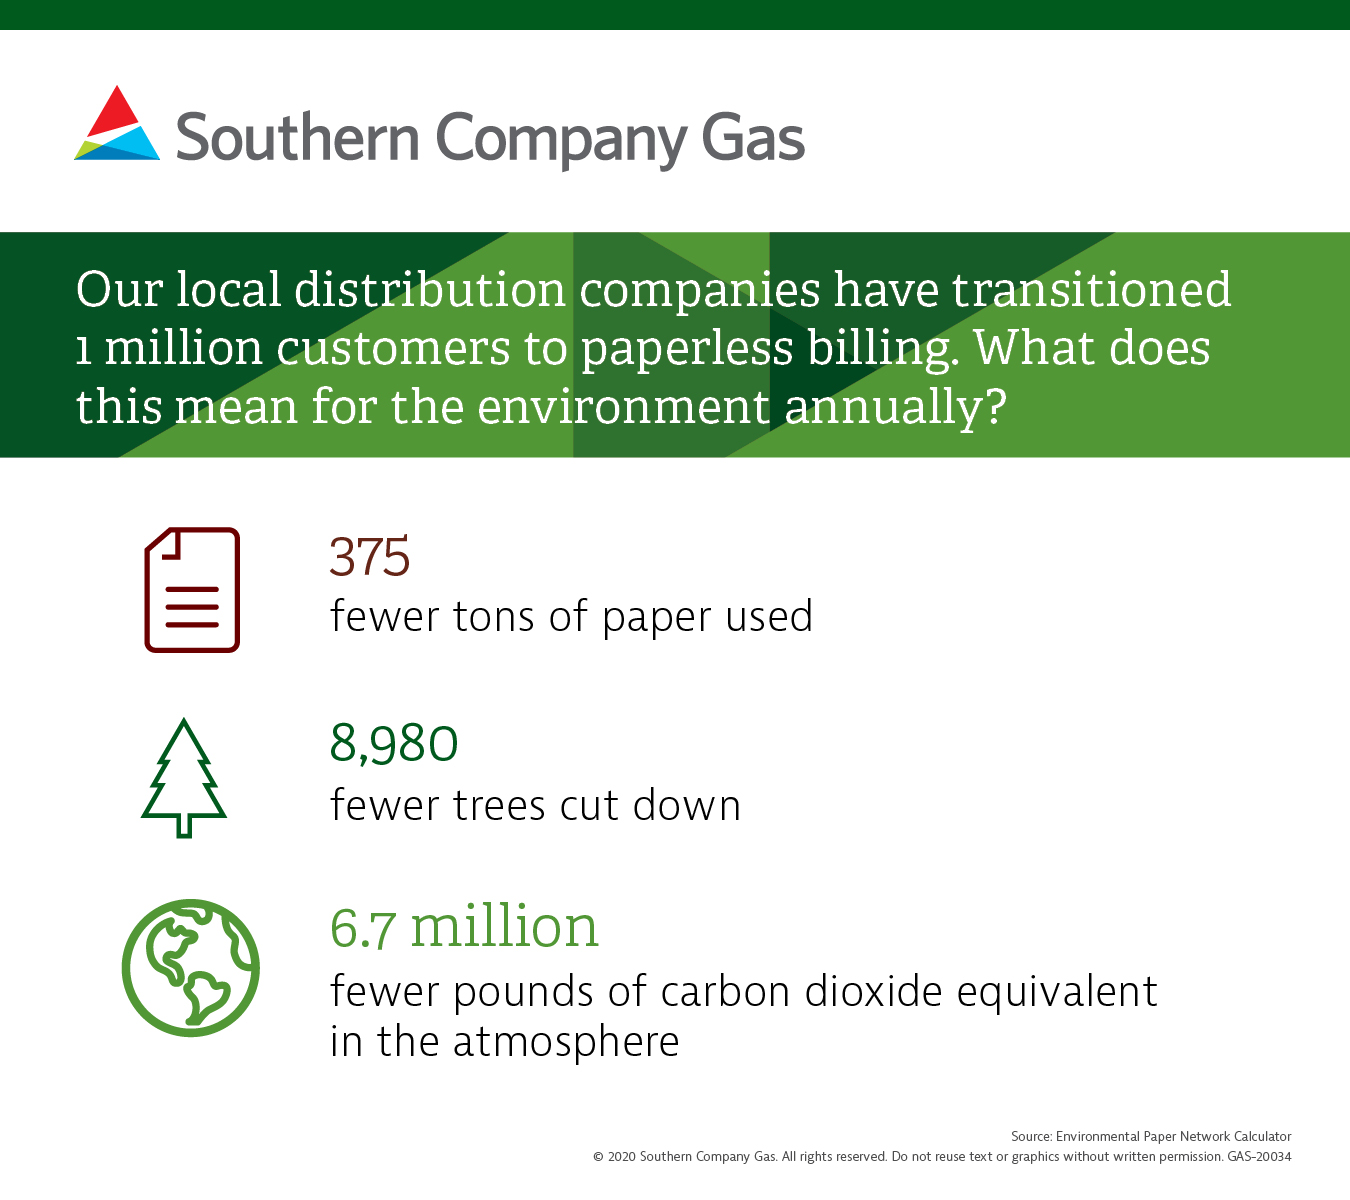 Southern Company Gas
Our local distribution companies have transitioned
1 million customers to paperless billing. What does
this mean for the environment annually?
375
fewer tons of paper used
8,980
fewer trees cut down
6.7 million
fewer pounds of carbon dioxide equivalent
in the atmosphere
Source: Environmental Paper Network Calculator
© 2020 Southern Company Gas. All rights reserved. Do not reuse text or graphics without written permission. GAS-20034